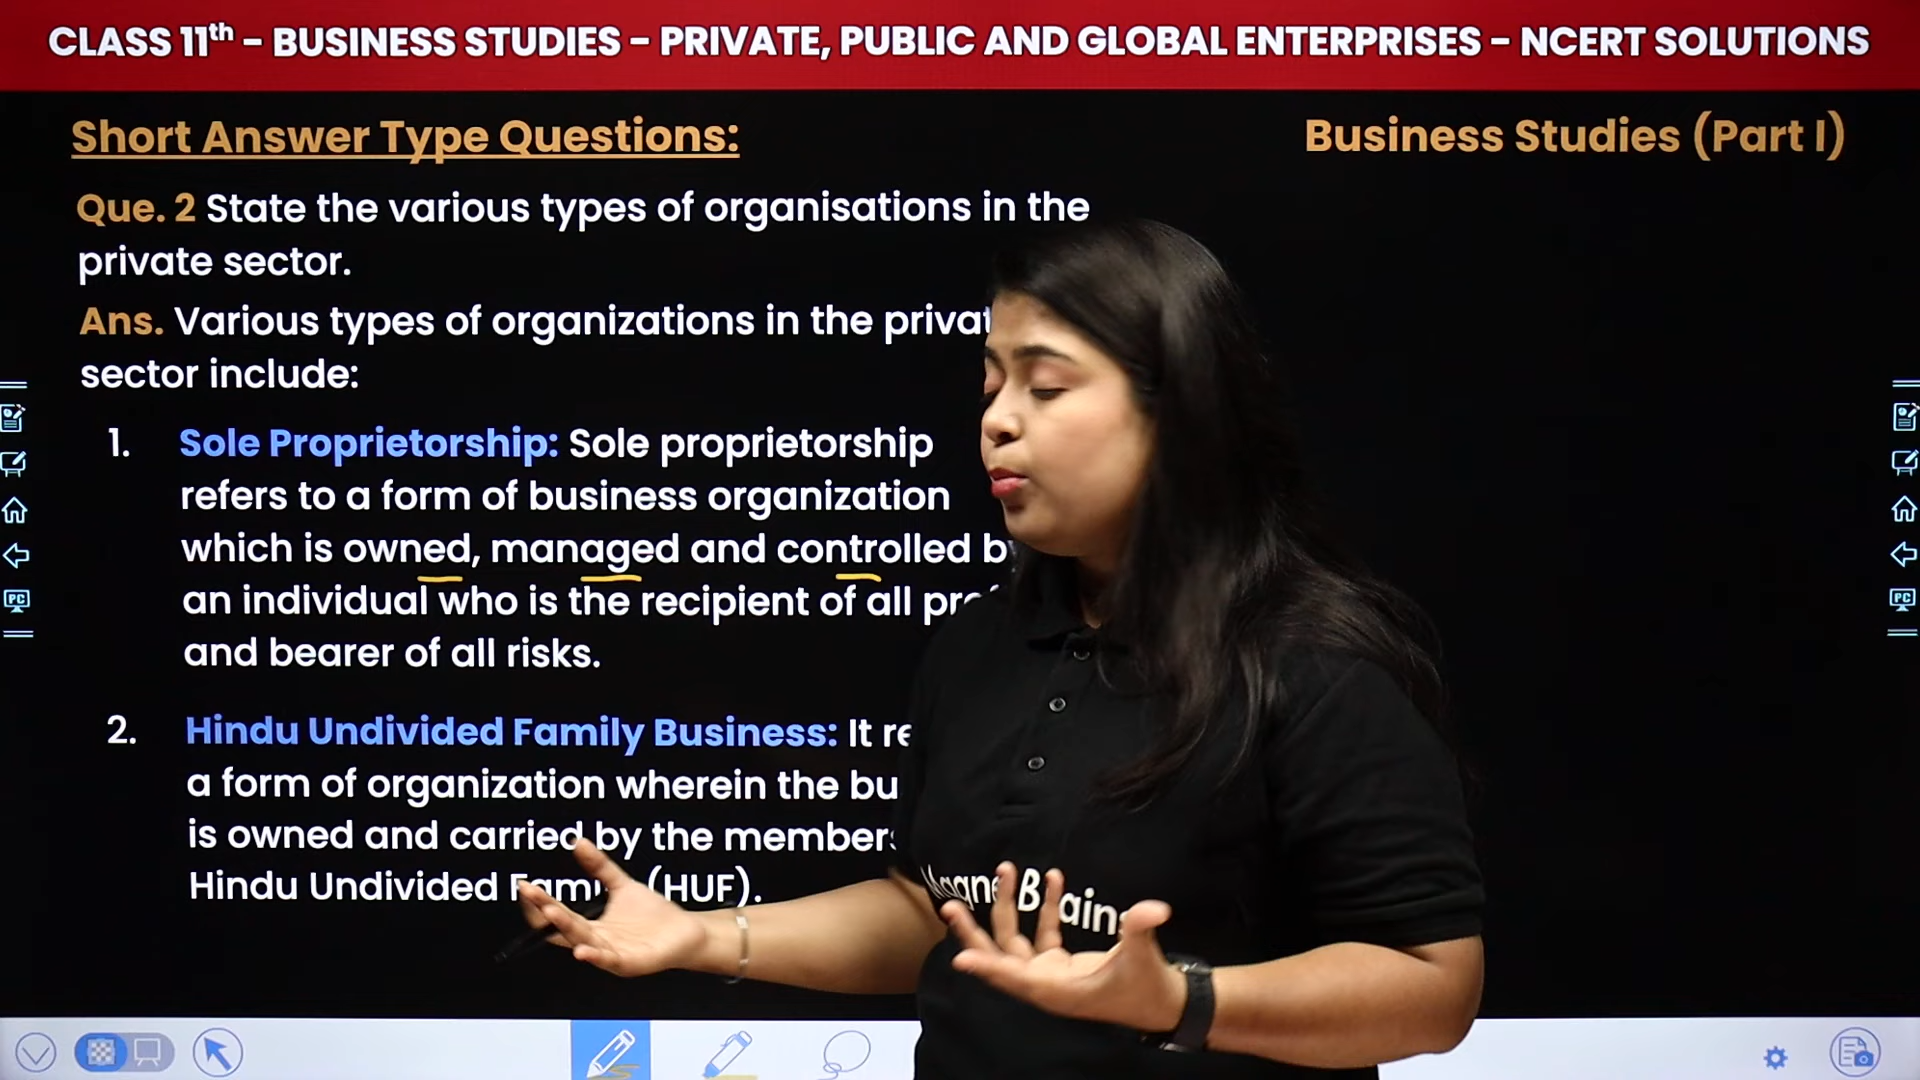 CLASS 11th - BUSINESS STUDIES - PRIVATE, PUBLIC AND GLOBAL ENTERPRISES - NCERT SOLUTIONS
Short Answer Type Questions:
Business Studies (Part I)
Que. 2 State the various types of organisations in the
private sector.
Ans. Various types of organizations in the
sector include:
1. Sole Proprietorship: Sole proprietorship
refers to a form of business organization
which is owned, managed and controlled
an individual who is the recipient of all
and bearer of all risks.
2. Hindu Undivided Family Business: It
a form of organization wherein the
is owned and carried by the
Hindu Undivided (HUF).
PC
PC